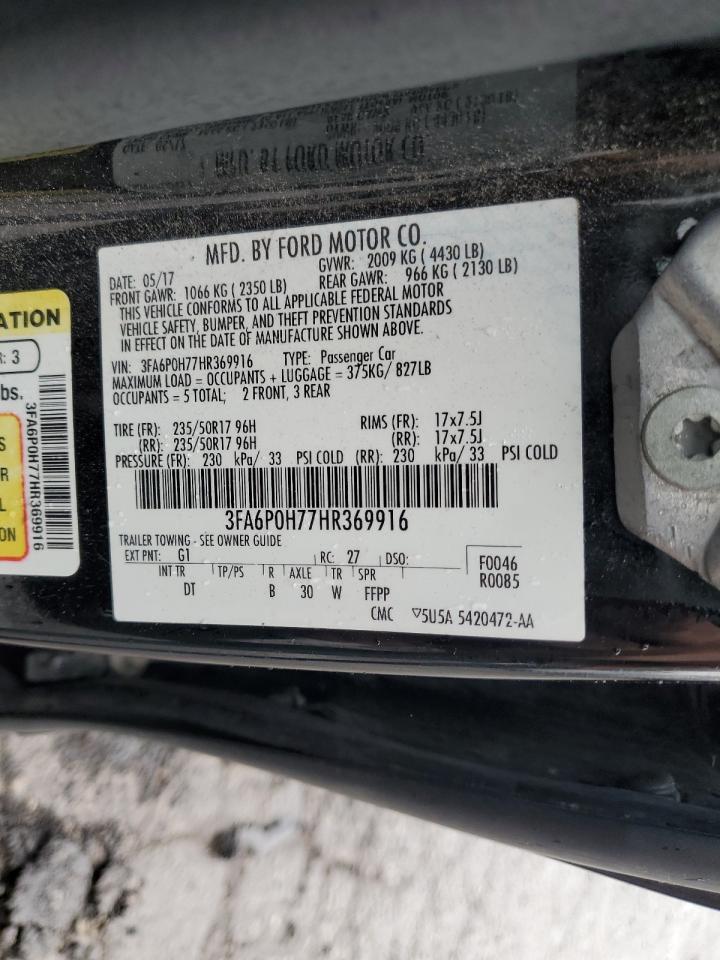 MFD. BY FORD MOTOR CO.
DATE: 05/17 GVWR: 2009 KG ( 4430 LB)
FRONT GAWR: 1066 KG ( 2350 LB) REAR GAWR: 966 KG ( 2130 LB)
THIS VEHICLE CONFORMS TO ALL APPLICABLE FEDERAL MOTOR
VEHICLE SAFETY, BUMPER, AND THEFT PREVENTION STANDARDS
IN EFFECT ON THE DATE OF MANUFACTURE SHOWN ABOVE.
VIN: 3FA6P0H77HR369916 TYPE: Passenger Car
MAXIMUM LOAD = OCCUPANTS + LUGGAGE = 375KG/ 827LB
OCCUPANTS = 5 TOTAL; 2 FRONT, 3 REAR
TIRE (FR): 235/50R17 96H RIMS (FR): 17x7.5J
(RR): 235/50R17 96H (RR): 17x7.5J
PRESSURE (FR): 230 kPa/ 33 PSI COLD (RR): 230 kPa/ 33 PSI COLD
3FA6P0H77HR369916
TRAILER TOWING - SEE OWNER GUIDE
EXT PNT: G1 RC: 27 DSO: F0046
INT TR TP/PS R AXLE TR SPR R0085
DT B 30 W FFPP
CMC ▽5U5A 5420472-AA
ATION
R: 3
bs.
S
R
L
ON
3FA6P0H77HR369916
MFD. BY FORD MOTOR CO.